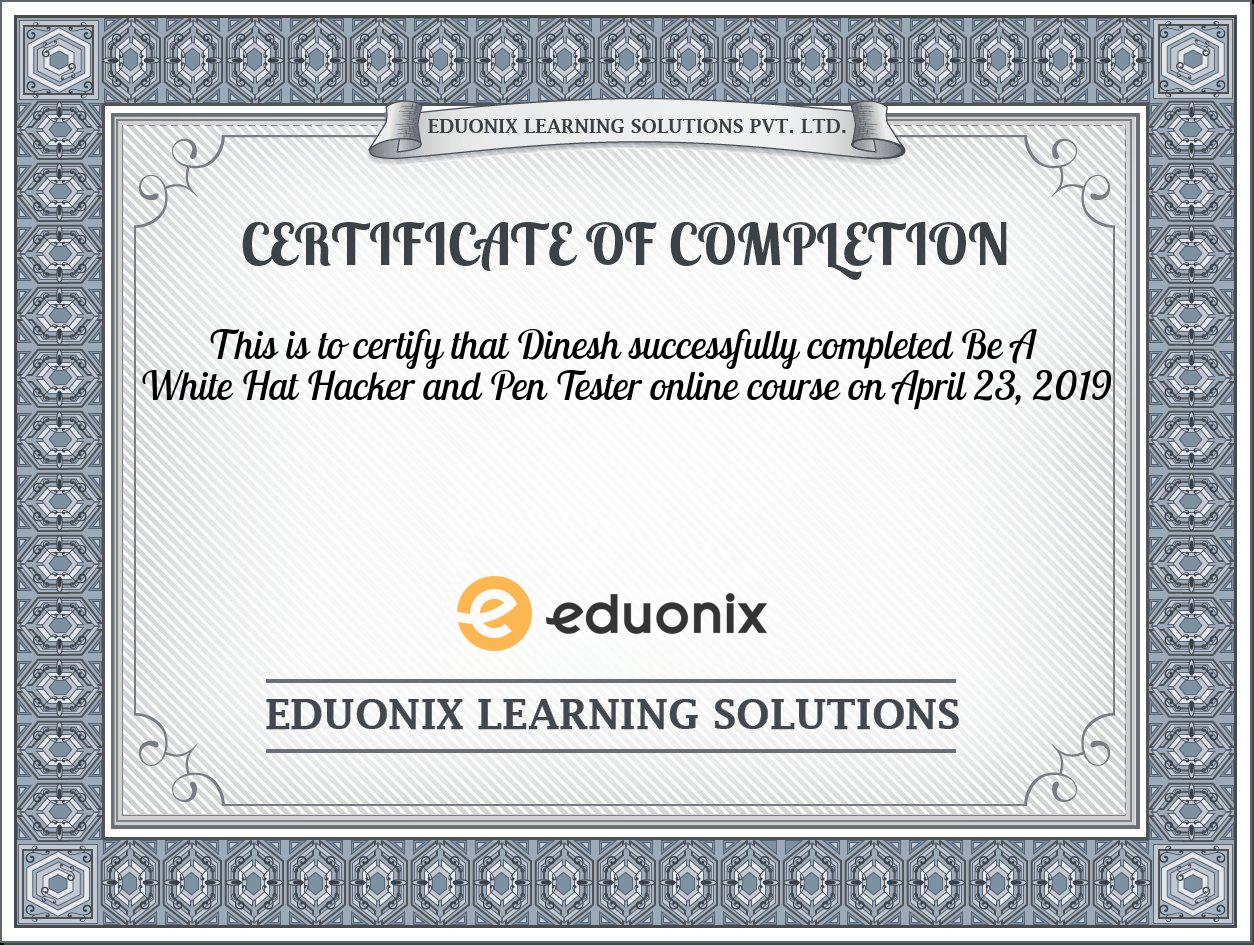 EDUONIX LEARNING SOLUTIONS PVT. LTD.
CERTIFICATE OF COMPLETION
This is to certify that Dinesh successfully completed Be A
White Hat Hacker and Pen Tester online course on April 23, 2019
eduonix
EDUONIX LEARNING SOLUTIONS